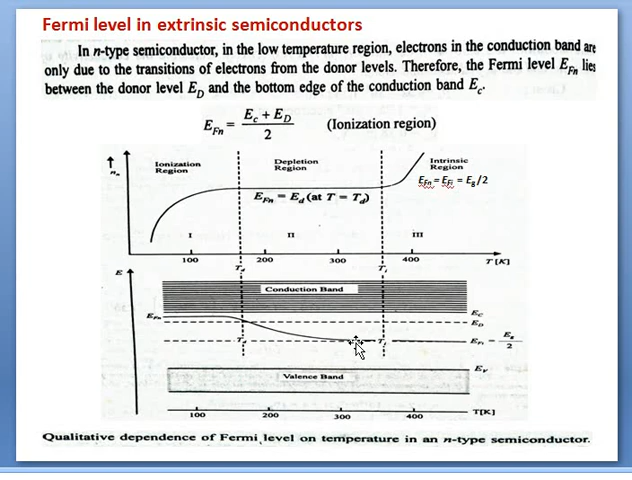 Fermi level in extrinsic semiconductors
In n-type semiconductor, in the low temperature region, electrons in the conduction band are
only due to the transitions of electrons from the donor levels. Therefore, the Fermi level E_Fn lies
between the donor level E_D and the bottom edge of the conduction band E_c.
E_Fn = (E_c + E_D) / 2 (Ionization region)
Ionization Region
Depletion Region
Intrinsic Region
E_Fn = E_Fi = E_g/2
E_Fn = E_d (at T = T_d)
I II III
100 200 300 400 T [K]
T_d T_i
E
Conduction Band
E_c
E_Fn E_D
T_d T_i E_Fi = E_g / 2
E_v
Valence Band
100 200 300 400 T[K]
Qualitative dependence of Fermi level on temperature in an n-type semiconductor.